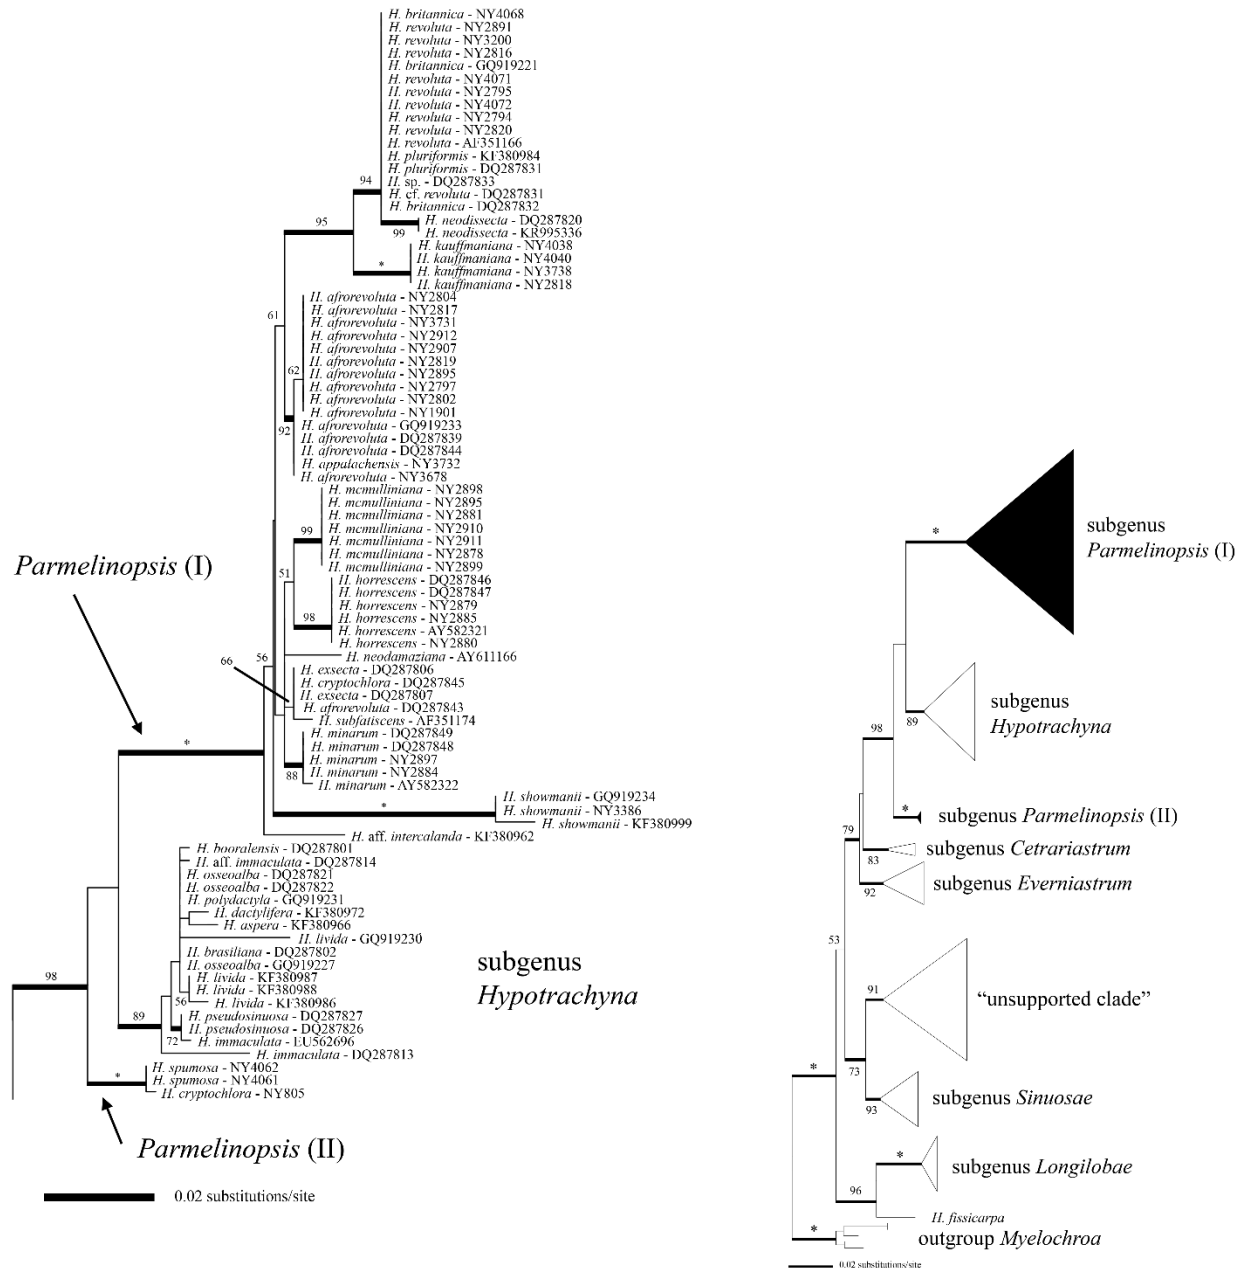 H. britannica - NY4068
H. revoluta - NY2891
H. revoluta - NY3200
H. revoluta - NY2816
H. britannica - GQ919221
H. revoluta - NY4071
H. revoluta - NY2795
H. revoluta - NY4072
H. revoluta - NY2794
H. revoluta - NY2820
H. revoluta - AF351166
H. pluriformis - KF380984
H. pluriformis - DQ287831
H. sp. - DQ287833
H. cf. revoluta - DQ287831
H. britannica - DQ287832
94
H. neodissecta - DQ287820
H. neodissecta - KR995336
99
95
H. kauffmaniana - NY4038
H. kauffmaniana - NY4040
H. kauffmaniana - NY3738
H. kauffmaniana - NY2818
*
H. afrorevoluta - NY2804
H. afrorevoluta - NY2817
H. afrorevoluta - NY3731
H. afrorevoluta - NY2912
H. afrorevoluta - NY2907
H. afrorevoluta - NY2819
H. afrorevoluta - NY2895
H. afrorevoluta - NY2797
H. afrorevoluta - NY2802
H. afrorevoluta - NY1901
61
62
H. afrorevoluta - GQ919233
H. afrorevoluta - DQ287839
H. afrorevoluta - DQ287844
H. appalachensis - NY3732
H. afrorevoluta - NY3678
92
H. mcmulliniana - NY2898
H. mcmulliniana - NY2895
H. mcmulliniana - NY2881
H. mcmulliniana - NY2910
H. mcmulliniana - NY2911
H. mcmulliniana - NY2878
H. mcmulliniana - NY2899
99
51
H. horrescens - DQ287846
H. horrescens - DQ287847
H. horrescens - NY2879
H. horrescens - NY2885
H. horrescens - AY582321
H. horrescens - NY2880
98
H. neodamaziana - AY611166
66
56
H. exsecta - DQ287806
H. cryptochlora - DQ287845
H. exsecta - DQ287807
H. afrorevoluta - DQ287843
H. subfatiscens - AF351174
H. minarum - DQ287849
H. minarum - DQ287848
H. minarum - NY2897
H. minarum - NY2884
H. minarum - AY582322
88
H. showmanii - GQ919234
H. showmanii - NY3386
H. showmanii - KF380999
*
H. aff. intercalanda - KF380962
Parmelinopsis (I)
*
H. booralensis - DQ287801
H. aff. immaculata - DQ287814
H. osseoalba - DQ287821
H. osseoalba - DQ287822
H. polydactyla - GQ919231
H. dactylifera - KF380972
H. aspera - KF380966
H. livida - GQ919230
H. brasiliana - DQ287802
H. osseoalba - GQ919227
H. livida - KF380987
H. livida - KF380988
H. livida - KF380986
56
H. pseudosinuosa - DQ287827
H. pseudosinuosa - DQ287826
H. immaculata - EU562696
72
H. immaculata - DQ287813
89
98
subgenus
Hypotrachyna
H. spumosa - NY4062
H. spumosa - NY4061
H. cryptochlora - NY805
*
Parmelinopsis (II)
0.02 substitutions/site
*
subgenus
Parmelinopsis (I)
89
subgenus
Hypotrachyna
98
*
subgenus Parmelinopsis (II)
83
subgenus Cetrariastrum
79
92
subgenus Everniastrum
53
91
“unsupported clade”
73
93
subgenus Sinuosae
*
*
subgenus Longilobae
96
H. fissicarpa
*
outgroup Myelochroa
0.02 substitutions/site